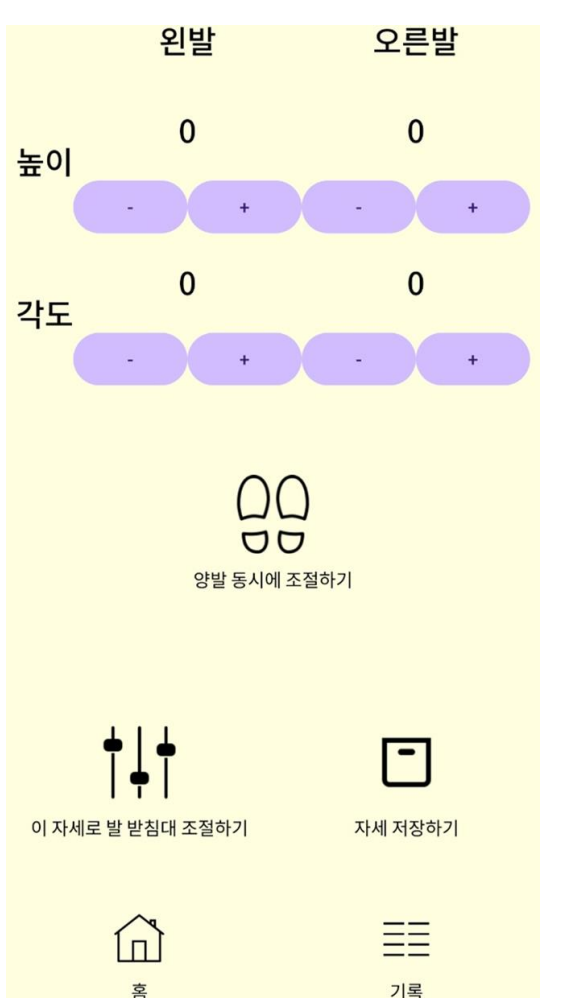 왼발 오른발
0 0
높이
- + - +
0 0
각도
- + - +
양발 동시에 조절하기
이 자세로 발 받침대 조절하기 자세 저장하기
홈 기록